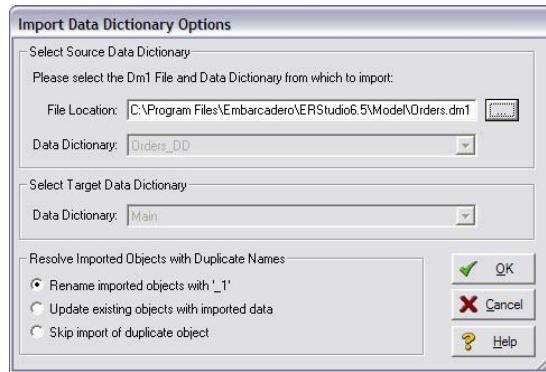 Import Data Dictionary Options
Select Source Data Dictionary
Please select the Dm1 File and Data Dictionary from which to import:
File Location: C:\Program Files\Embarcadero\ERStudio6.5\Model\Orders.dm1 ...
Data Dictionary: Orders_DD
Select Target Data Dictionary
Data Dictionary: Main
Resolve Imported Objects with Duplicate Names
Rename imported objects with '_1'
Update existing objects with imported data
Skip import of duplicate object
OK
Cancel
Help